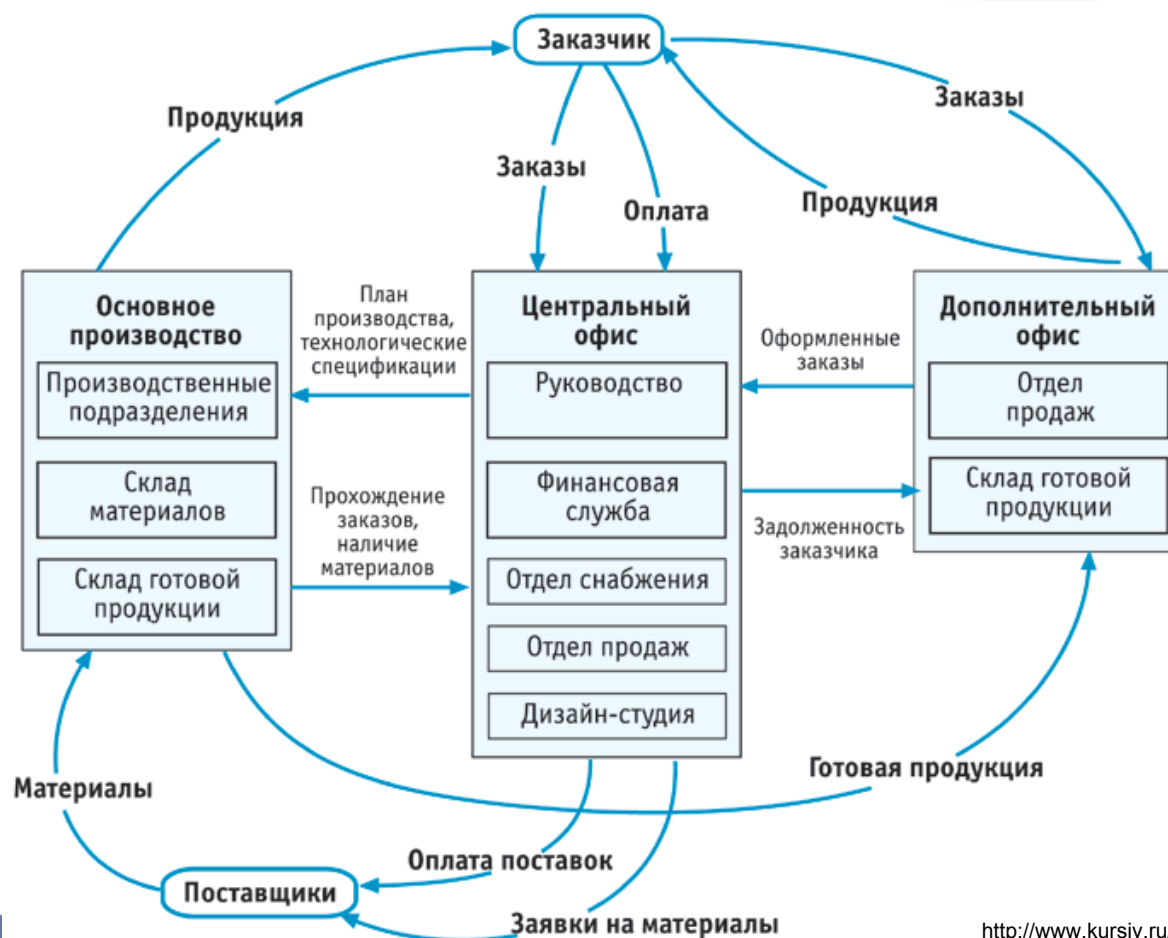 Заказчик
Продукция
Заказы
Оплата
Продукция
Заказы
Основное
производство
Производственные
подразделения
Склад
материалов
Склад готовой
продукции
План
производства,
технологические
спецификации
Прохождение
заказов,
наличие
материалов
Центральный
офис
Руководство
Финансовая
служба
Отдел снабжения
Отдел продаж
Дизайн-студия
Оформленные
заказы
Задолженность
заказчика
Дополнительный
офис
Отдел
продаж
Склад готовой
продукции
Материалы
Готовая продукция
Оплата поставок
Поставщики
Заявки на материалы
http://www.kursiv.ru/